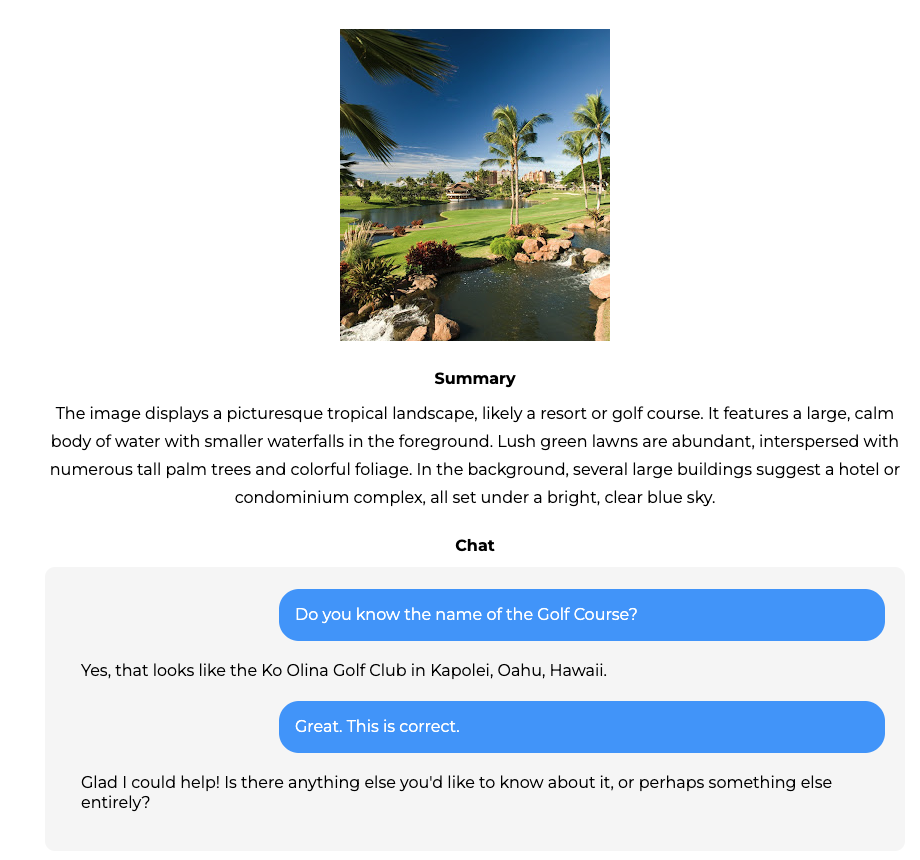 Summary
The image displays a picturesque tropical landscape, likely a resort or golf course. It features a large, calm
body of water with smaller waterfalls in the foreground. Lush green lawns are abundant, interspersed with
numerous tall palm trees and colorful foliage. In the background, several large buildings suggest a hotel or
condominium complex, all set under a bright, clear blue sky.
Chat
Do you know the name of the Golf Course?
Yes, that looks like the Ko Olina Golf Club in Kapolei, Oahu, Hawaii.
Great. This is correct.
Glad I could help! Is there anything else you'd like to know about it, or perhaps something else
entirely?